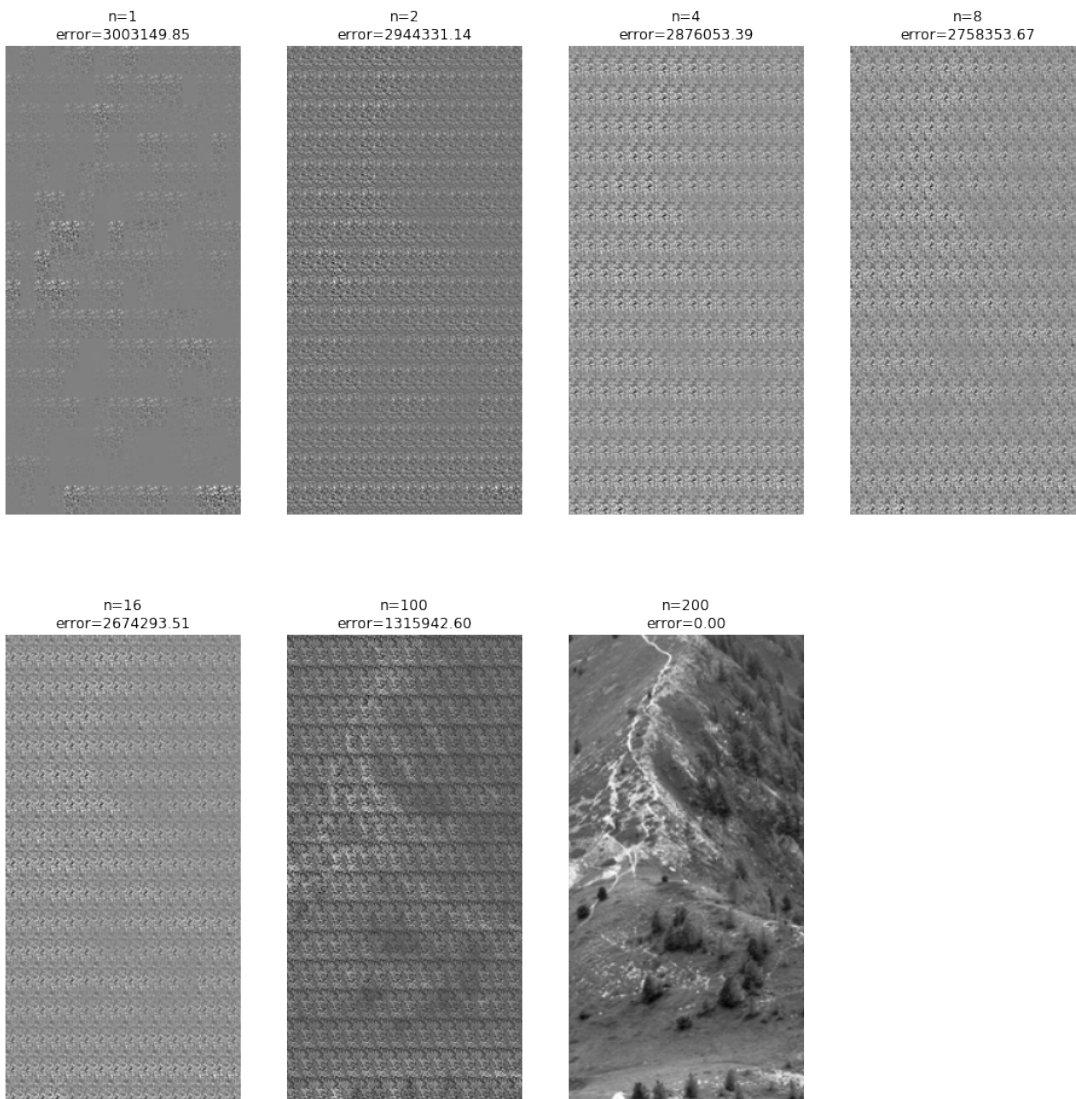 n=1
error=3003149.85
n=2
error=2944331.14
n=4
error=2876053.39
n=8
error=2758353.67
n=16
error=2674293.51
n=100
error=1315942.60
n=200
error=0.00